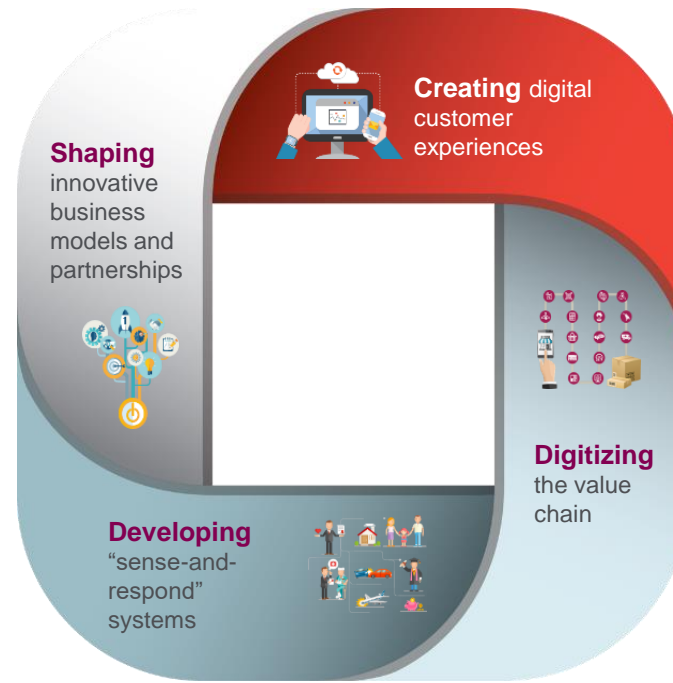 Creating digital
customer
experiences
Shaping
innovative
business
models and
partnerships
1
Digitizing
the value
chain
Developing
“sense-and-
respond”
systems